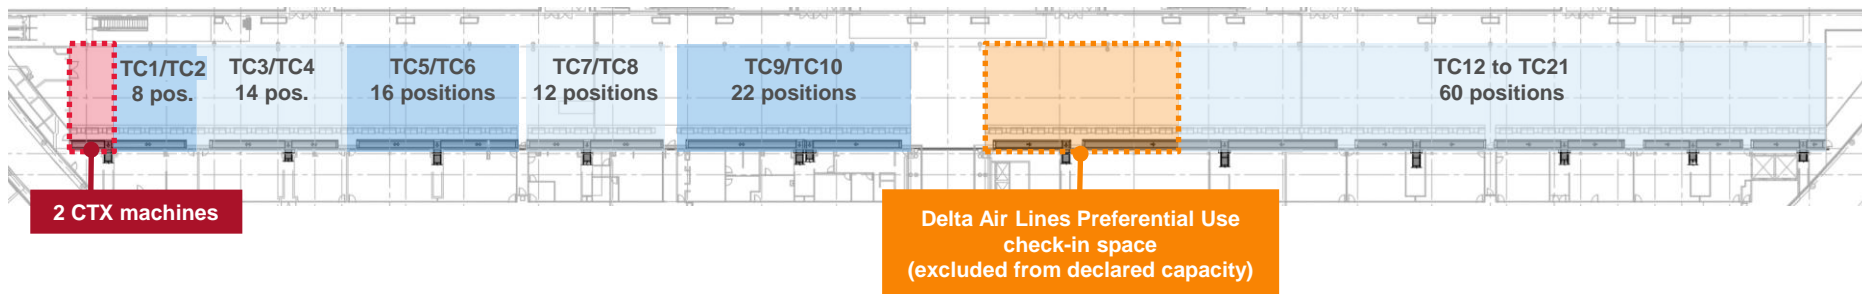 TC1/TC2
8 pos.
TC3/TC4
14 pos.
TC5/TC6
16 positions
TC7/TC8
12 positions
TC9/TC10
22 positions
TC12 to TC21
60 positions
2 CTX machines
Delta Air Lines Preferential Use
check-in space
(excluded from declared capacity)